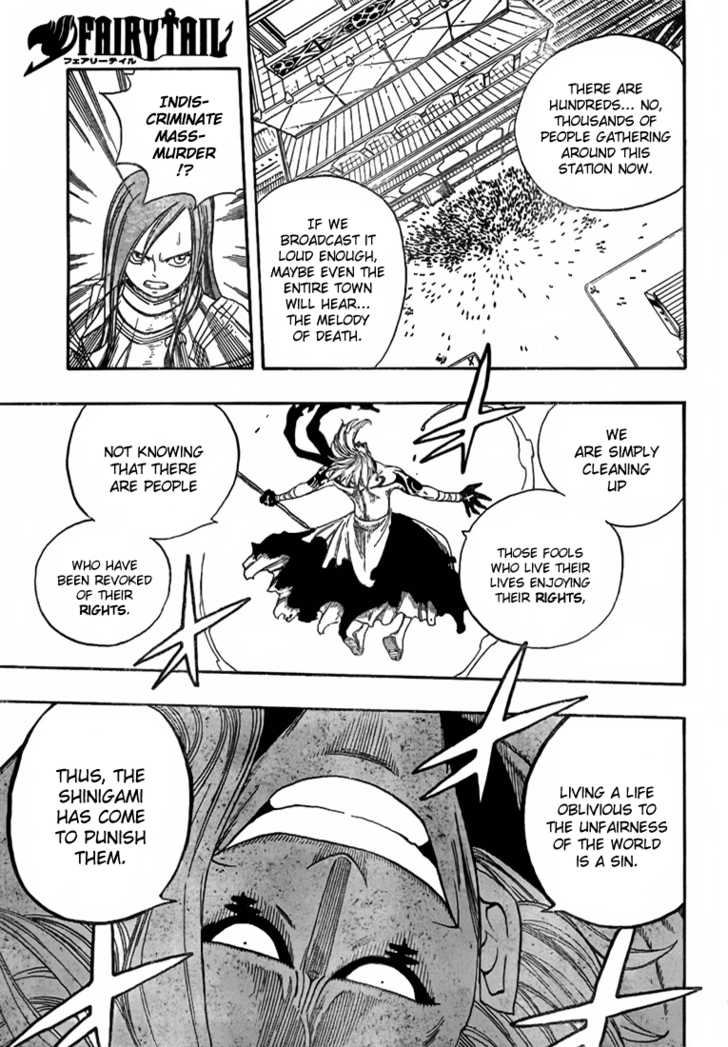 FAIRY TAIL
フェアリーテイル
THERE ARE
HUNDREDS... NO,
THOUSANDS OF
PEOPLE GATHERING
AROUND THIS
STATION NOW.
IF WE
BROADCAST IT
LOUD ENOUGH,
MAYBE EVEN THE
ENTIRE TOWN
WILL HEAR...
THE MELODY
OF DEATH.
INDIS-
CRIMINATE
MASS-
MURDER
!?
WE
ARE SIMPLY
CLEANING
UP
THOSE FOOLS
WHO LIVE THEIR
LIVES ENJOYING
THEIR RIGHTS,
NOT KNOWING
THAT THERE
ARE PEOPLE
WHO HAVE
BEEN REVOKED
OF THEIR
RIGHTS.
LIVING A LIFE
OBLIVIOUS TO
THE UNFAIRNESS
OF THE WORLD
IS A SIN.
THUS, THE
SHINIGAMI
HAS COME
TO PUNISH
THEM.